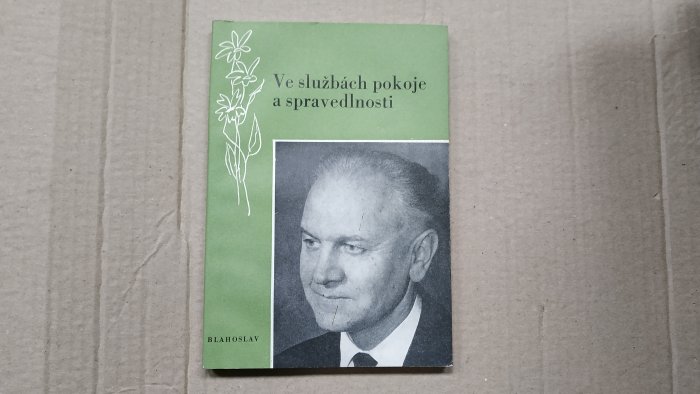 Ve službách pokoje
a spravedlnosti
BLAHOSLAV